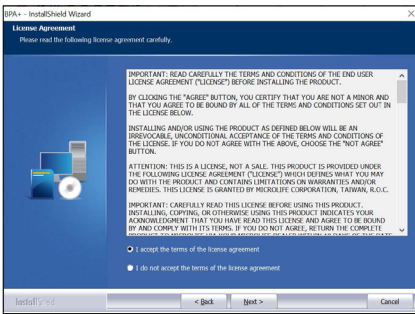 BPA+ - InstallShield Wizard
License Agreement
Please read the following license agreement carefully.
IMPORTANT: READ CAREFULLY THE TERMS AND CONDITIONS OF THE END USER
LICENSE AGREEMENT ("LICENSE") BEFORE INSTALLING THE PRODUCT.
BY CLICKING THE "AGREE" BUTTON, YOU CERTIFY THAT YOU ARE NOT A MINOR AND
THAT YOU AGREE TO BE BOUND BY ALL OF THE TERMS AND CONDITIONS SET OUT IN
THE LICENSE BELOW.
INSTALLING AND/OR USING THE PRODUCT AS DEFINED BELOW WILL BE AN
IRREVOCABLE, UNCONDITIONAL ACCEPTANCE OF THE TERMS AND CONDITIONS OF
THE LICENSE. IF YOU DO NOT AGREE WITH THE ABOVE, CHOOSE THE "NOT AGREE"
BUTTON.
ATTENTION: THIS IS A LICENSE, NOT A SALE. THIS PRODUCT IS PROVIDED UNDER
THE FOLLOWING LICENSE AGREEMENT ("LICENSE") WHICH DEFINES WHAT YOU MAY
DO WITH THE PRODUCT AND CONTAINS LIMITATIONS ON WARRANTIES AND/OR
REMEDIES. THIS LICENSE IS GRANTED BY MICROLIFE CORPORATION, TAIWAN, R.O.C.
IMPORTANT: CAREFULLY READ THIS LICENSE BEFORE USING THIS PRODUCT.
INSTALLING, COPYING, OR OTHERWISE USING THIS PRODUCT INDICATES YOUR
ACKNOWLEDGMENT THAT YOU HAVE READ THIS LICENSE AND AGREE TO BE BOUND
BY AND COMPLY WITH ITS TERMS. IF YOU DO NOT AGREE, RETURN THE COMPLETE
I accept the terms of the license agreement
I do not accept the terms of the license agreement
InstallShield
< Back
Next >
Cancel